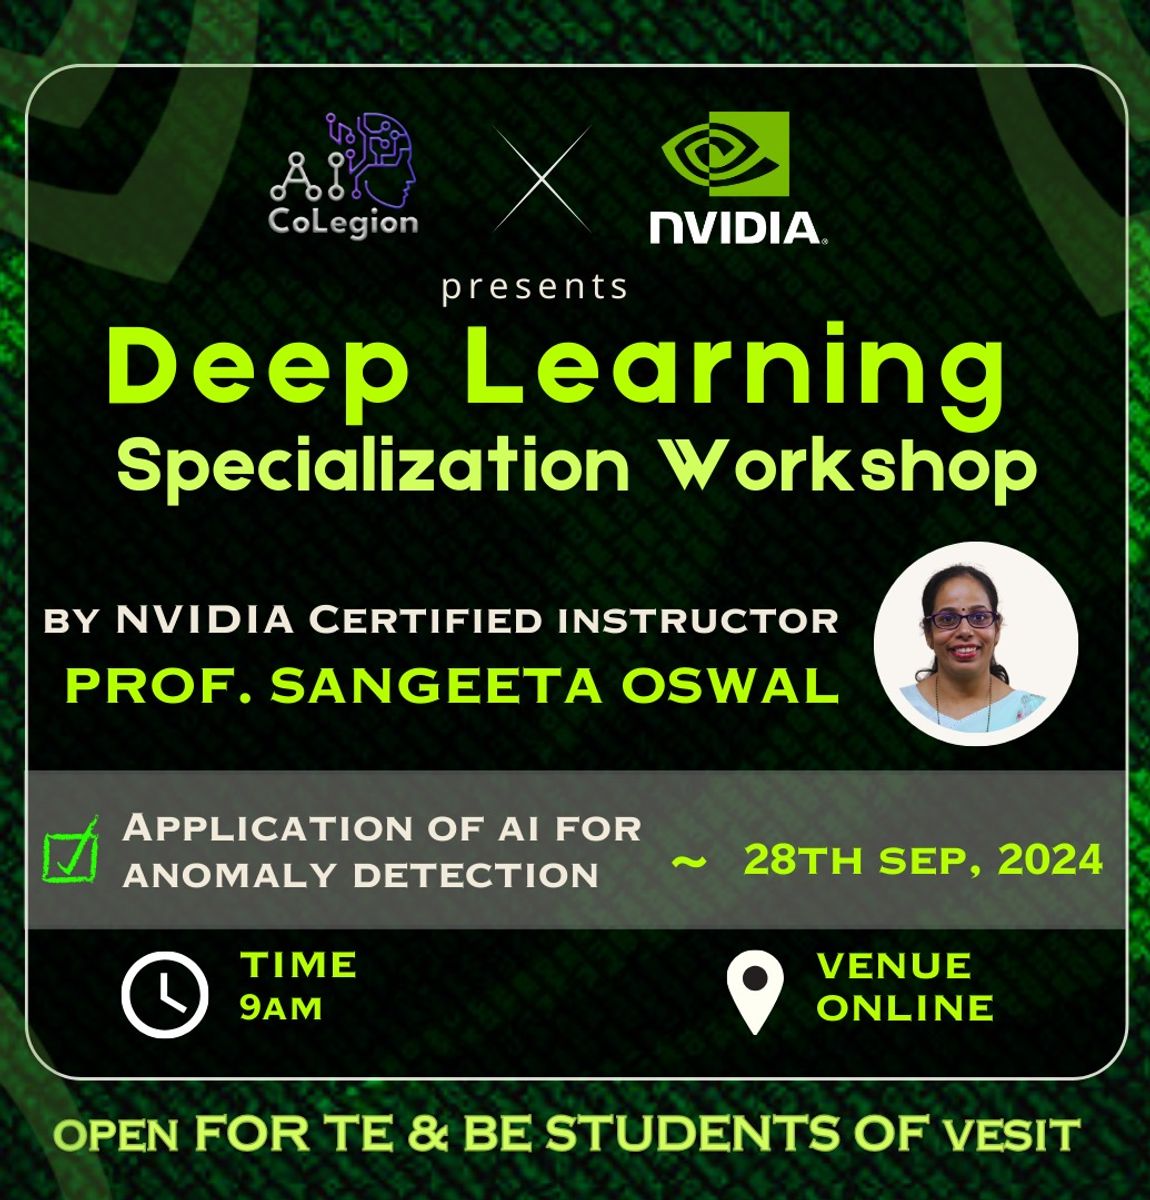 AI
CoLegion
NVIDIA®
presents
Deep Learning
Specialization Workshop
BY NVIDIA CERTIFIED INSTRUCTOR
PROF. SANGEETA OSWAL
APPLICATION OF AI FOR
ANOMALY DETECTION
~ 28TH SEP, 2024
TIME
9AM
VENUE
ONLINE
OPEN FOR TE & BE STUDENTS OF VESIT